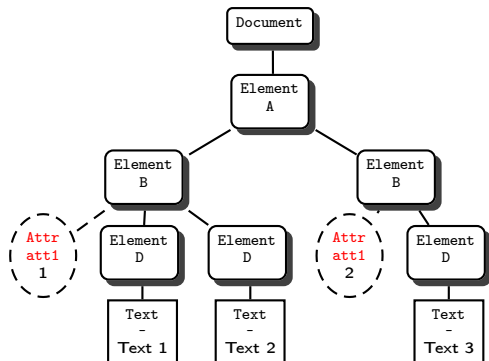 Document
Element
A
Element
B
Element
B
Attr
att1
1
Element
D
Element
D
Attr
att1
2
Element
D
Text
-
Text 1
Text
-
Text 2
Text
-
Text 3